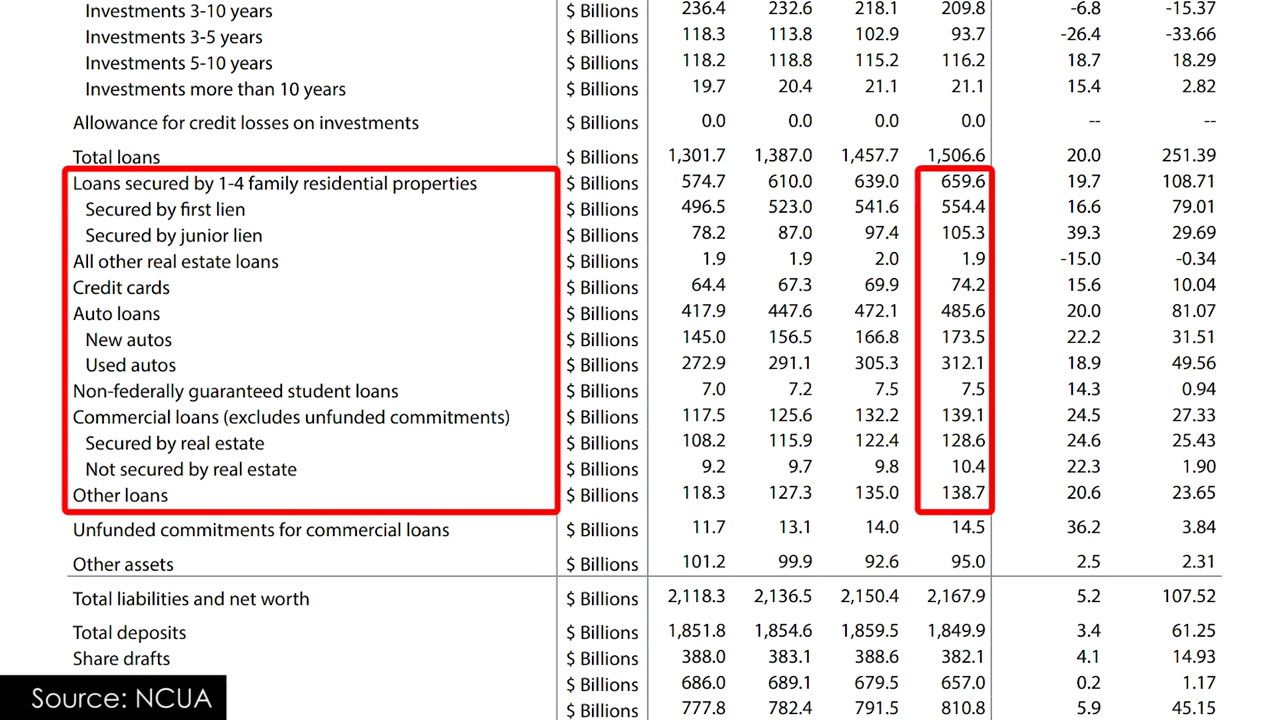 Investments 3-10 years $ Billions 236.4 232.6 218.1 209.8 -6.8 -15.37
Investments 3-5 years $ Billions 118.3 113.8 102.9 93.7 -26.4 -33.66
Investments 5-10 years $ Billions 118.2 118.8 115.2 116.2 18.7 18.29
Investments more than 10 years $ Billions 19.7 20.4 21.1 21.1 15.4 2.82
Allowance for credit losses on investments $ Billions 0.0 0.0 0.0 0.0 -- --
Total loans $ Billions 1,301.7 1,387.0 1,457.7 1,506.6 20.0 251.39
Loans secured by 1-4 family residential properties $ Billions 574.7 610.0 639.0 659.6 19.7 108.71
Secured by first lien $ Billions 496.5 523.0 541.6 554.4 16.6 79.01
Secured by junior lien $ Billions 78.2 87.0 97.4 105.3 39.3 29.69
All other real estate loans $ Billions 1.9 1.9 2.0 1.9 -15.0 -0.34
Credit cards $ Billions 64.4 67.3 69.9 74.2 15.6 10.04
Auto loans $ Billions 417.9 447.6 472.1 485.6 20.0 81.07
New autos $ Billions 145.0 156.5 166.8 173.5 22.2 31.51
Used autos $ Billions 272.9 291.1 305.3 312.1 18.9 49.56
Non-federally guaranteed student loans $ Billions 7.0 7.2 7.5 7.5 14.3 0.94
Commercial loans (excludes unfunded commitments) $ Billions 117.5 125.6 132.2 139.1 24.5 27.33
Secured by real estate $ Billions 108.2 115.9 122.4 128.6 24.6 25.43
Not secured by real estate $ Billions 9.2 9.7 9.8 10.4 22.3 1.90
Other loans $ Billions 118.3 127.3 135.0 138.7 20.6 23.65
Unfunded commitments for commercial loans $ Billions 11.7 13.1 14.0 14.5 36.2 3.84
Other assets $ Billions 101.2 99.9 92.6 95.0 2.5 2.31
Total liabilities and net worth $ Billions 2,118.3 2,136.5 2,150.4 2,167.9 5.2 107.52
Total deposits $ Billions 1,851.8 1,854.6 1,859.5 1,849.9 3.4 61.25
Share drafts $ Billions 388.0 383.1 388.6 382.1 4.1 14.93
$ Billions 686.0 689.1 679.5 657.0 0.2 1.17
$ Billions 777.8 782.4 791.5 810.8 5.9 45.15
Source: NCUA